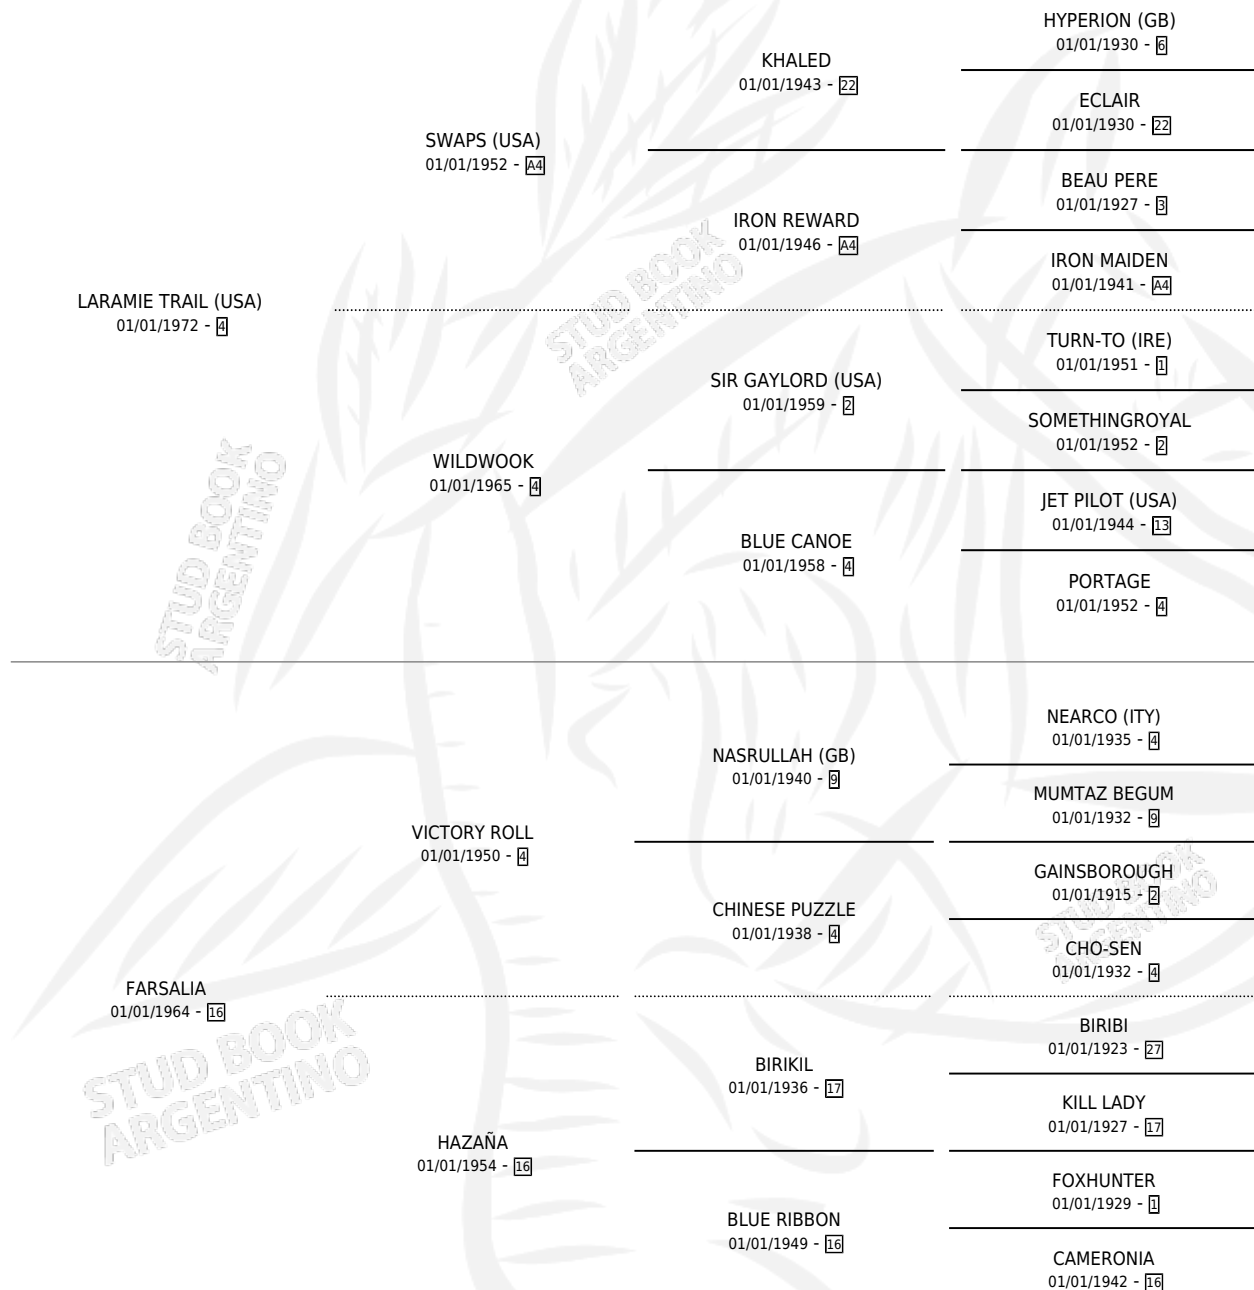 HYPERION (GB)
01/01/1930 - 6
KHALED
01/01/1943 - 22
ECLAIR
01/01/1930 - 22
SWAPS (USA)
01/01/1952 - A4
BEAU PERE
01/01/1927 - 3
IRON REWARD
01/01/1946 - A4
IRON MAIDEN
01/01/1941 - A4
LARAMIE TRAIL (USA)
01/01/1972 - 4
TURN-TO (IRE)
01/01/1951 - 1
SIR GAYLORD (USA)
01/01/1959 - 2
SOMETHINGROYAL
01/01/1952 - 2
WILDWOOK
01/01/1965 - 4
JET PILOT (USA)
01/01/1944 - 13
BLUE CANOE
01/01/1958 - 4
PORTAGE
01/01/1952 - 4
NEARCO (ITY)
01/01/1935 - 4
NASRULLAH (GB)
01/01/1940 - 9
MUMTAZ BEGUM
01/01/1932 - 9
VICTORY ROLL
01/01/1950 - 4
GAINSBOROUGH
01/01/1915 - 2
CHINESE PUZZLE
01/01/1938 - 4
CHO-SEN
01/01/1932 - 4
FARSALIA
01/01/1964 - 16
BIRIBI
01/01/1923 - 27
BIRIKIL
01/01/1936 - 17
KILL LADY
01/01/1927 - 17
HAZAÑA
01/01/1954 - 16
FOXHUNTER
01/01/1929 - 1
BLUE RIBBON
01/01/1949 - 16
CAMERONIA
01/01/1942 - 16
STUD BOOK
ARGENTINO
STUD BOOK
ARGENTINO
STUD BOOK
ARGENTINO
STUD BOOK
ARGENTINO